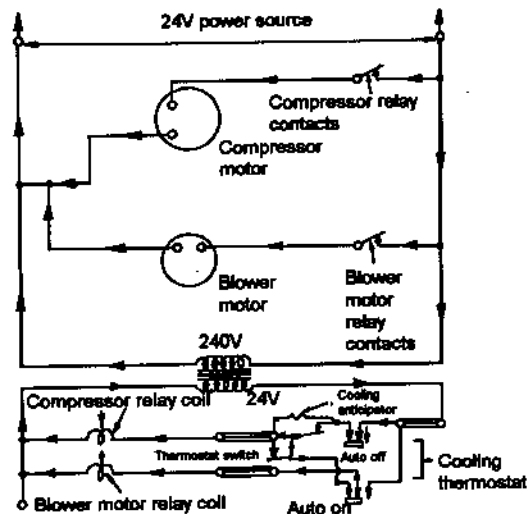 24V power source
Compressor relay
contacts
Compressor
motor
Blower
motor
Blower
motor
relay
contacts
240V
24V
Compressor relay coil
Cooling
anticipator
Thermostat switch
Auto off
Cooling
thermostat
Blower motor relay coil
Auto on